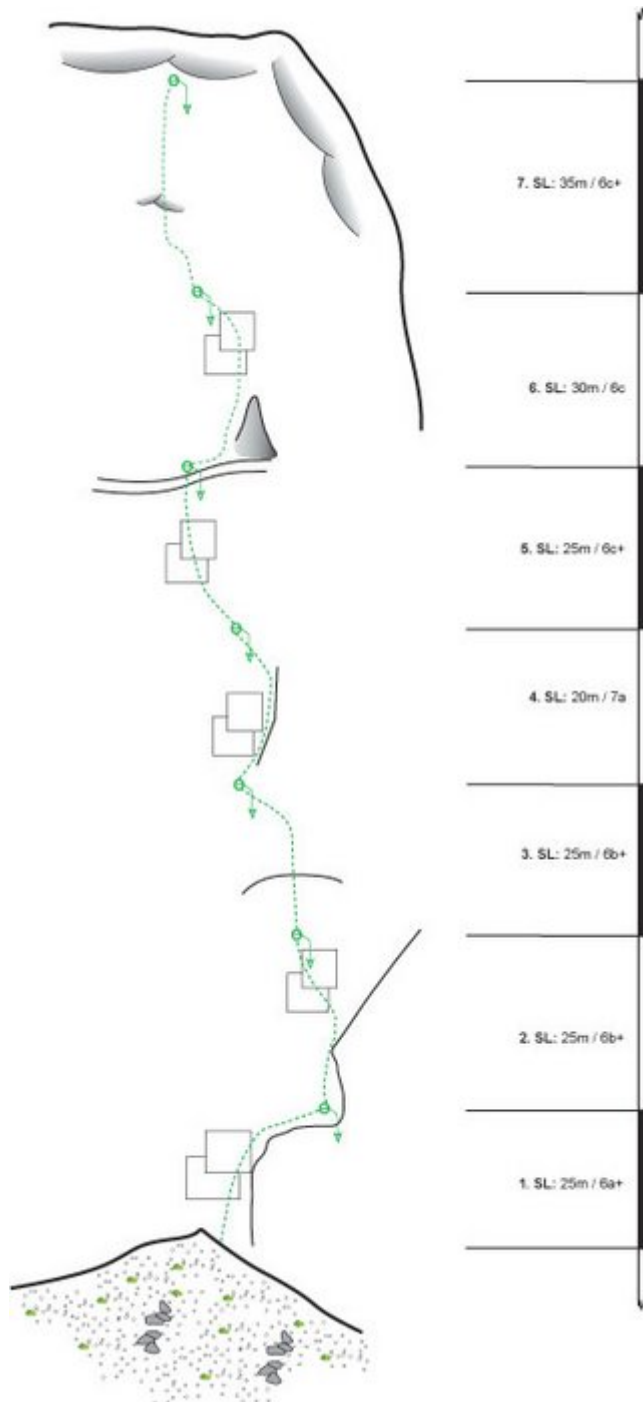 7. SL: 35m / 6c+
6. SL: 30m / 6c
5. SL: 25m / 6c+
4. SL: 20m / 7a
3. SL: 25m / 6b+
2. SL: 25m / 6b+
1. SL: 25m / 6a+